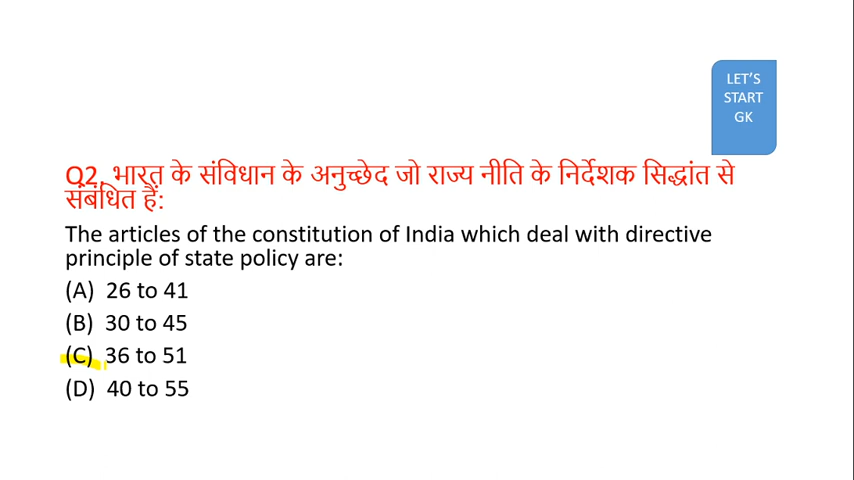 LET'S
START
GK
Q2. भारत के संविधान के अनुच्छेद जो राज्य नीति के निर्देशक सिद्धांत से
संबंधित हैं:
The articles of the constitution of India which deal with directive
principle of state policy are:
(A) 26 to 41
(B) 30 to 45
(C) 36 to 51
(D) 40 to 55